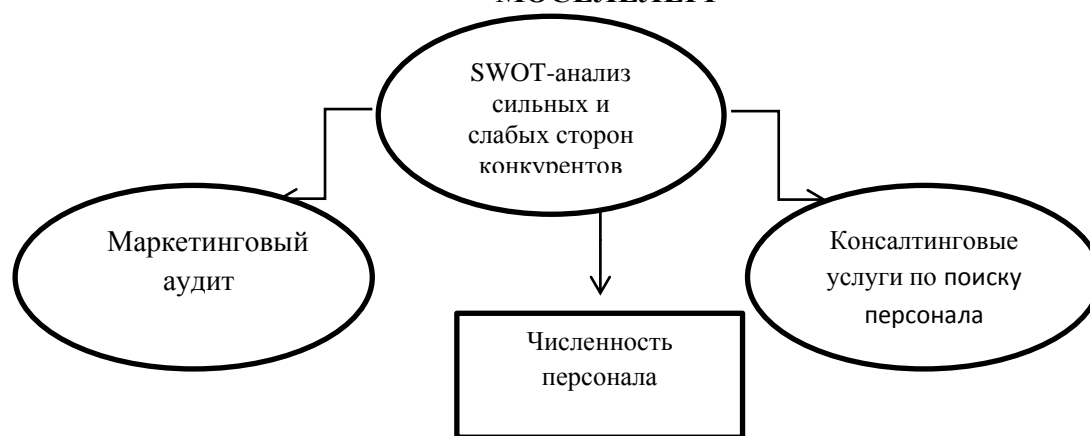 SWOT-анализ
сильных и
слабых сторон
конкурентов
Маркетинговый
аудит
Консалтинговые
услуги по поиску
персонала
Численность
персонала